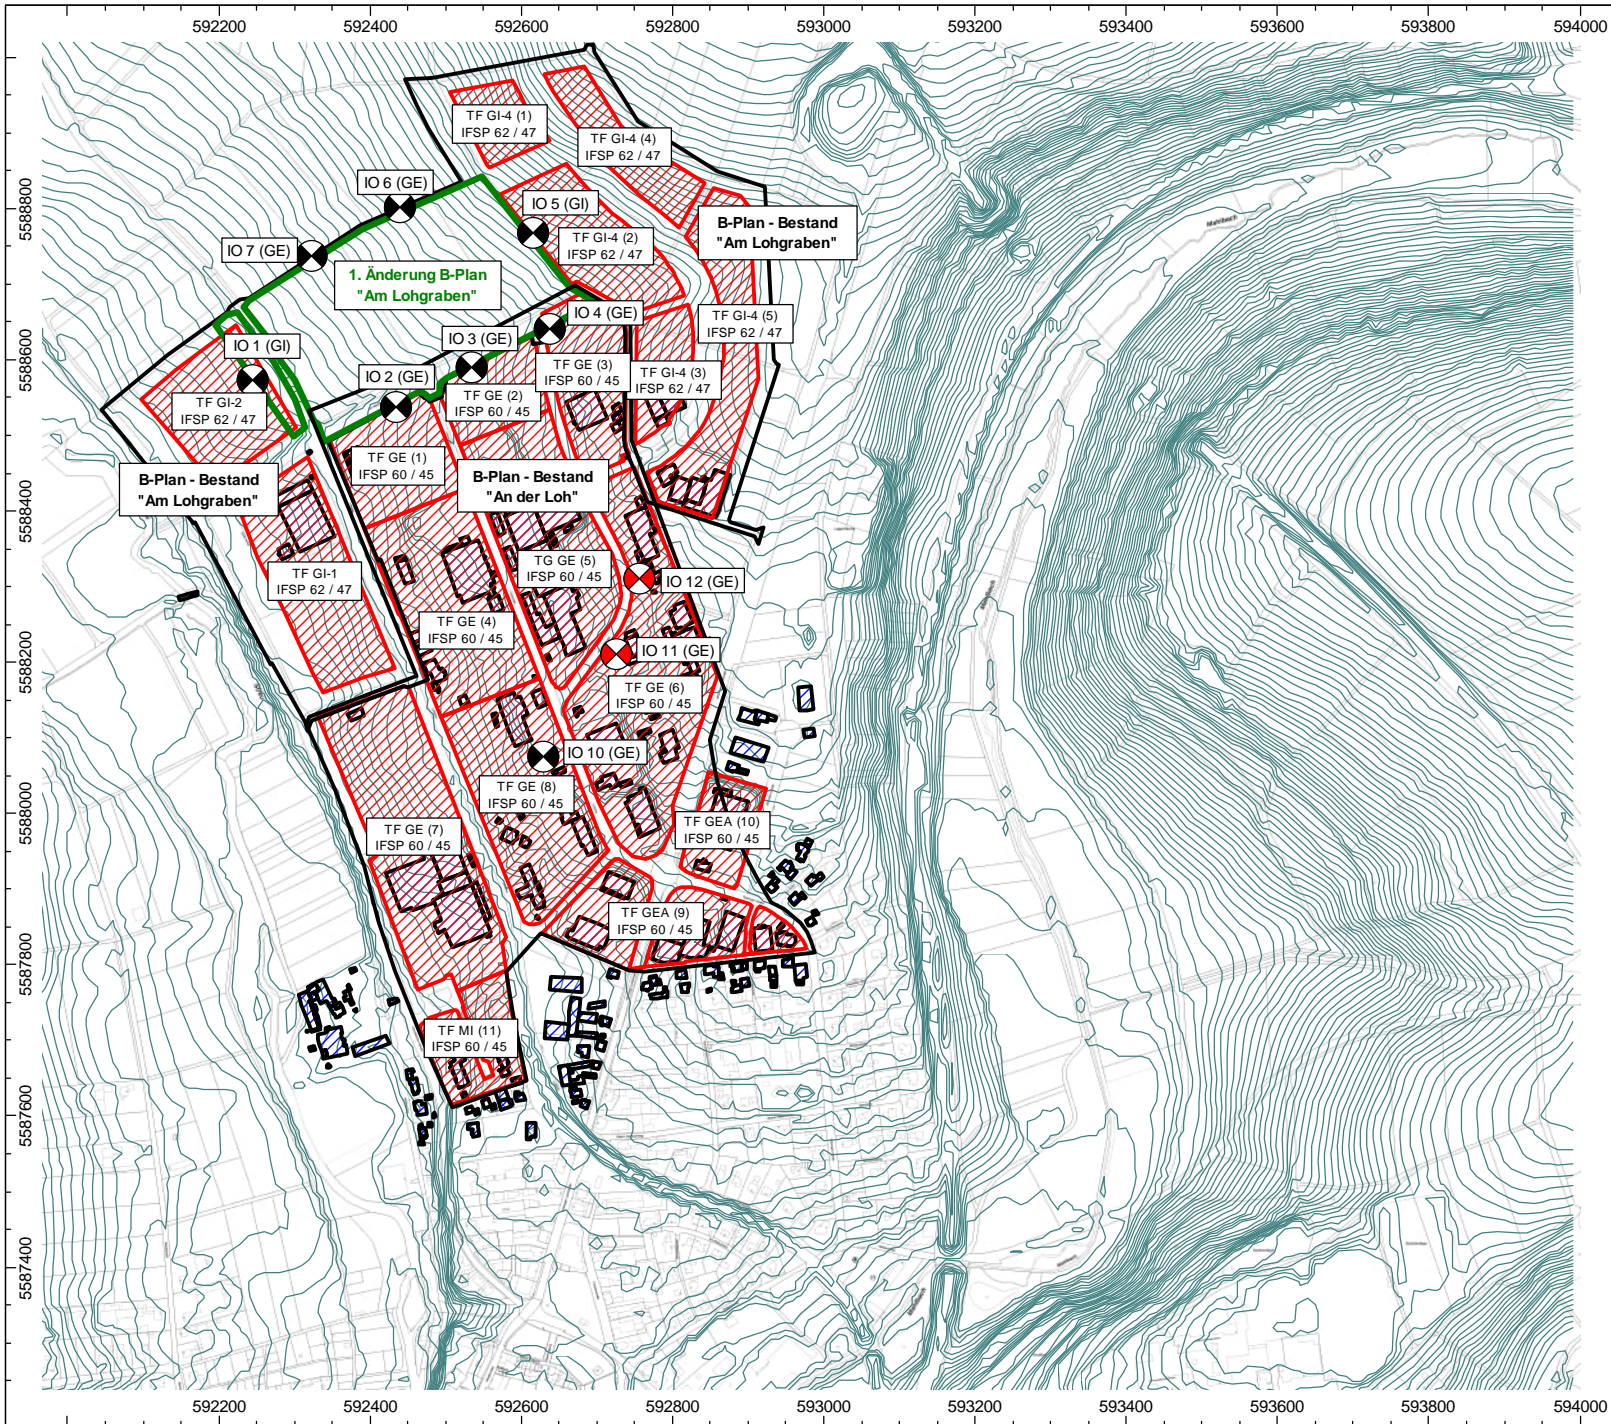 592200 592400 592600 592800 593000 593200 593400 593600 593800 594000
TF GI-4 (1)
IFSP 62 / 47
TF GI-4 (4)
IFSP 62 / 47
IO 6 (GE)
IO 5 (GI)
B-Plan - Bestand
"Am Lohgraben"
5588800
IO 7 (GE)
TF GI-4 (2)
IFSP 62 / 47
1. Änderung B-Plan
"Am Lohgraben"
Mahlbach
IO 4 (GE)
TF GI-4 (5)
IFSP 62 / 47
IO 1 (GI)
IO 3 (GE)
5588600
IO 2 (GE)
TF GE (3)
IFSP 60 / 45
TF GI-4 (3)
IFSP 62 / 47
TF GI-2
IFSP 62 / 47
TF GE (2)
IFSP 60 / 45
TF GE (1)
IFSP 60 / 45
B-Plan - Bestand
"Am Lohgraben"
B-Plan - Bestand
"An der Loh"
5588400
TG GE (5)
IFSP 60 / 45
IO 12 (GE)
TF GI-1
IFSP 62 / 47
TF GE (4)
IFSP 60 / 45
IO 11 (GE)
5588200
TF GE (6)
IFSP 60 / 45
IO 10 (GE)
TF GE (8)
IFSP 60 / 45
5588000
TF GE (7)
IFSP 60 / 45
TF GEA (10)
IFSP 60 / 45
TF GEA (9)
IFSP 60 / 45
5587800
TF MI (11)
IFSP 60 / 45
5587600
5587400
592200 592400 592600 592800 593000 593200 593400 593600 593800 594000